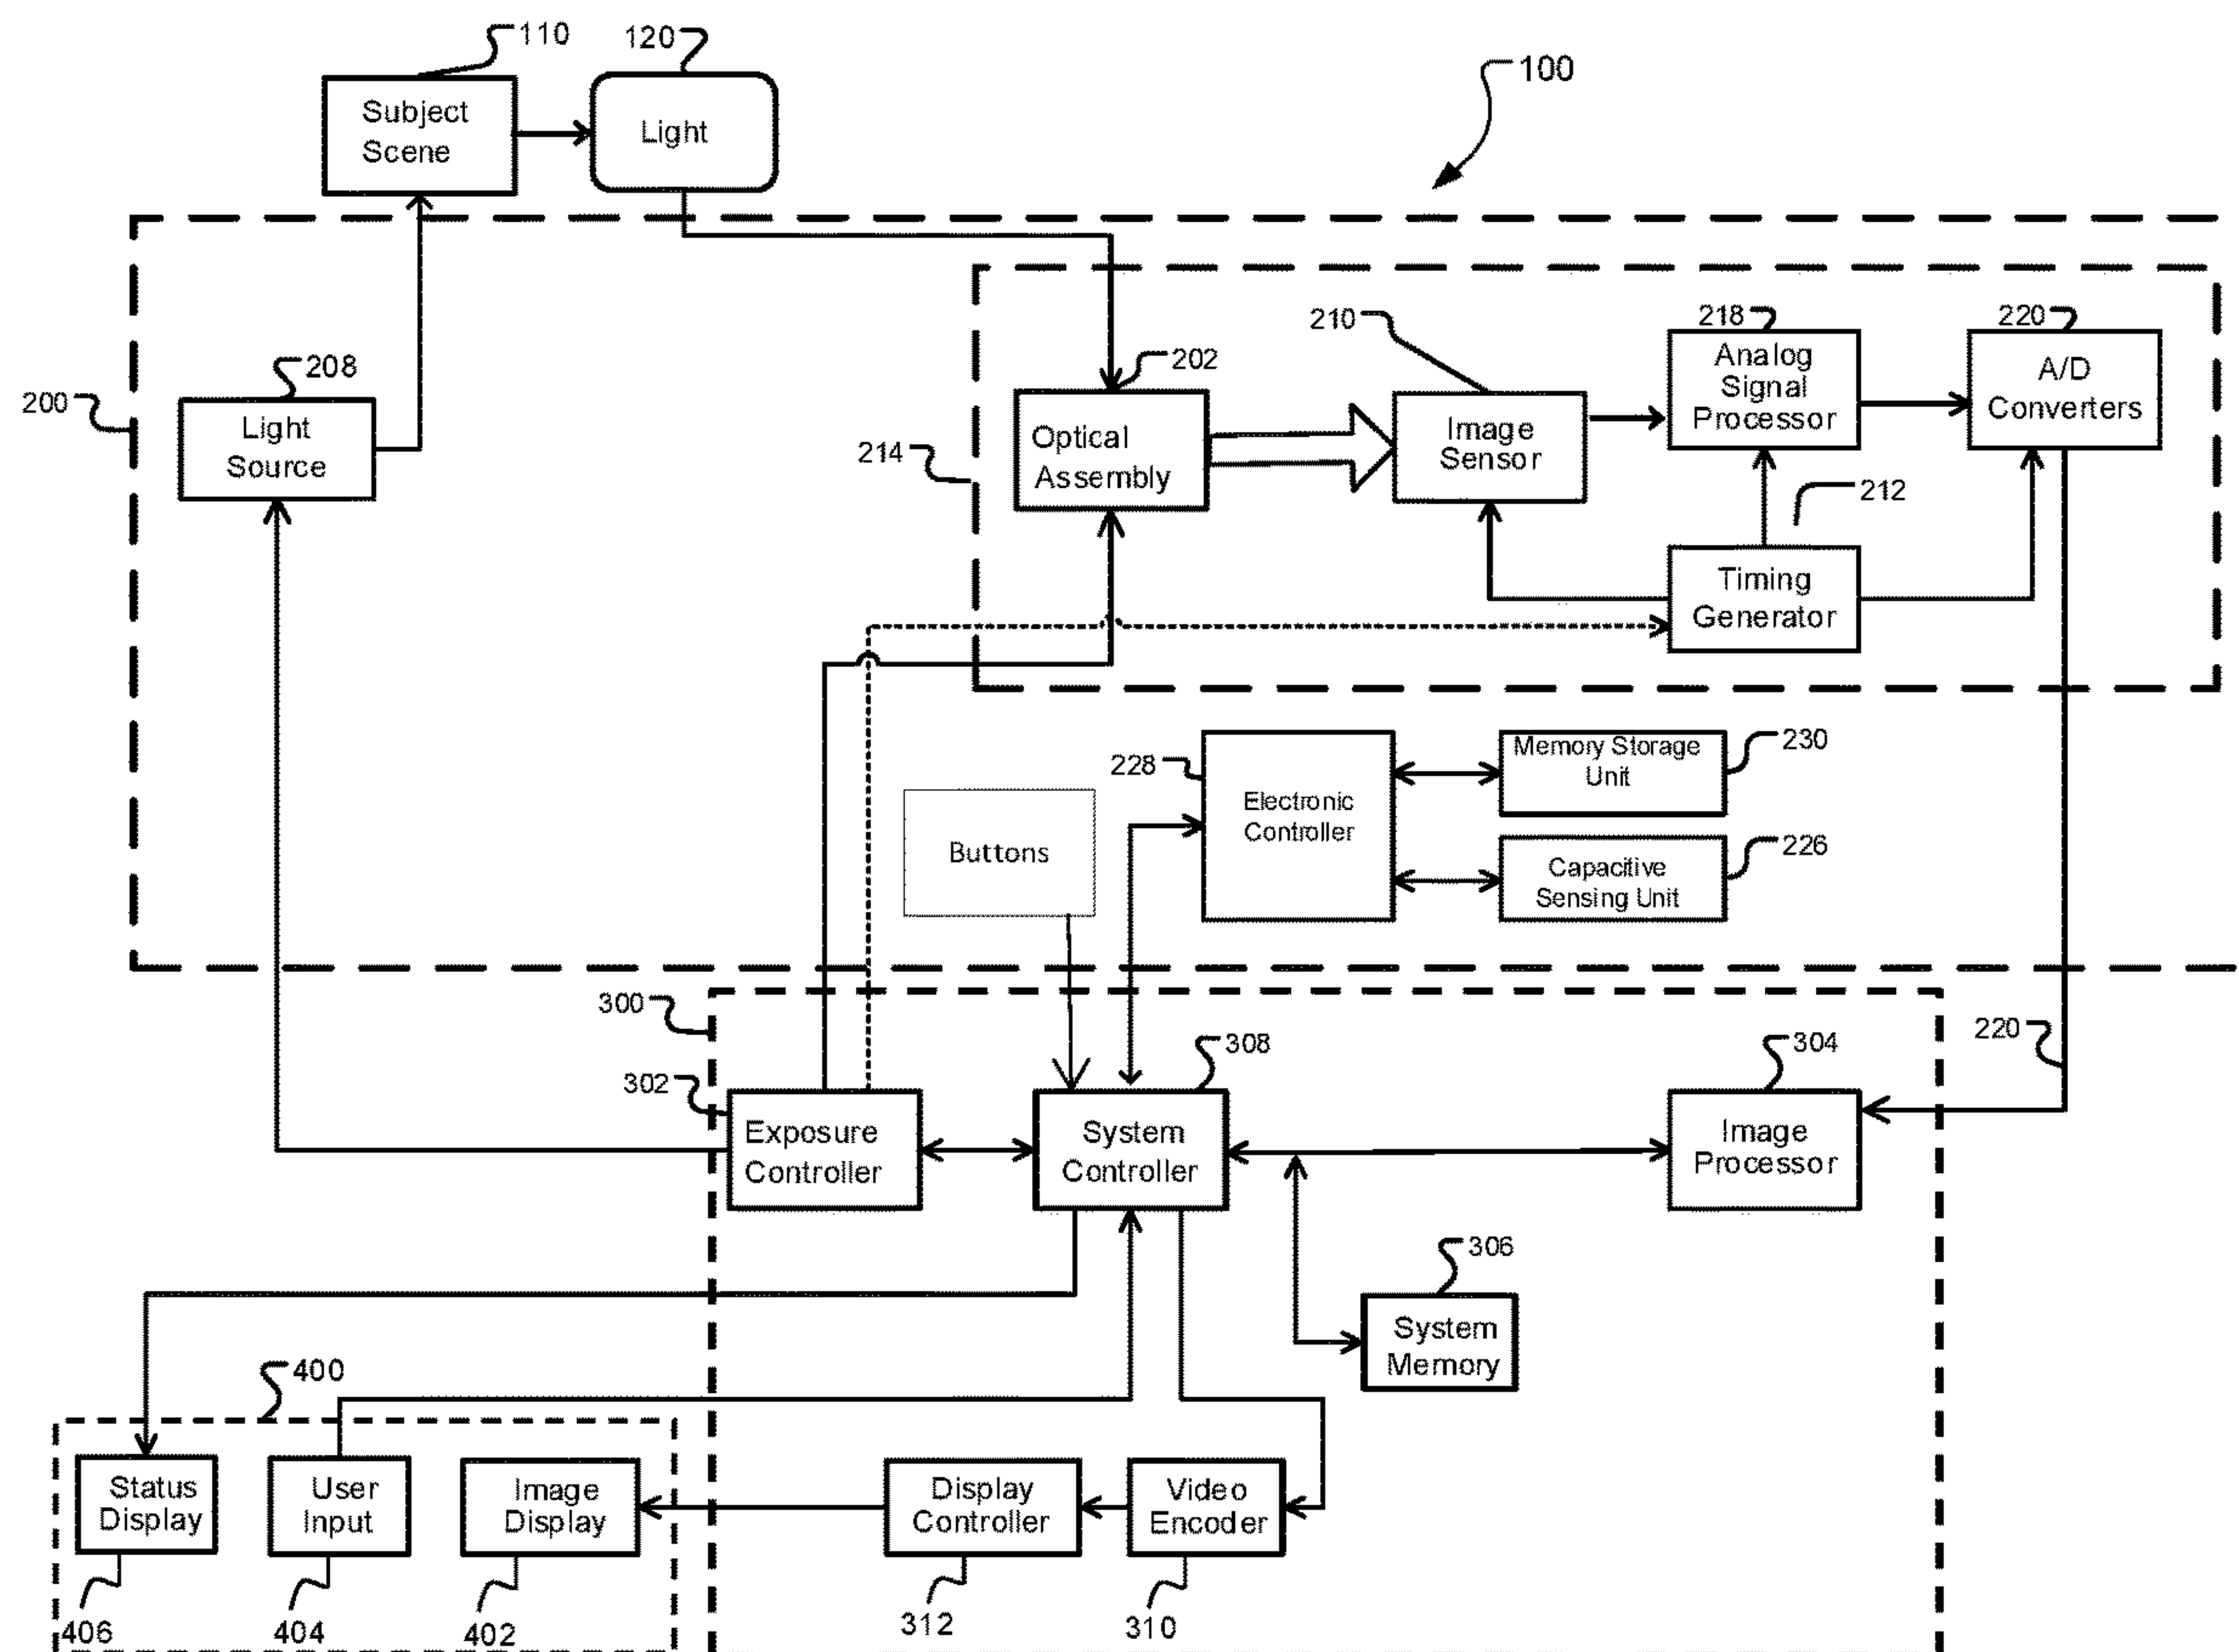 110
120
100
Subject
Scene
Light
200
208
Light
Source
214
202
Optical
Assembly
210
Image
Sensor
218
Analog
Signal
Processor
220
A/D
Converters
212
Timing
Generator
228
Electronic
Controller
Memory Storage
Unit
230
Capacitive
Sensing Unit
226
Buttons
300
302
Exposure
Controller
308
System
Controller
304
Image
Processor
220
306
System
Memory
400
Status
Display
User
Input
Image
Display
Display
Controller
Video
Encoder
406
404
402
312
310